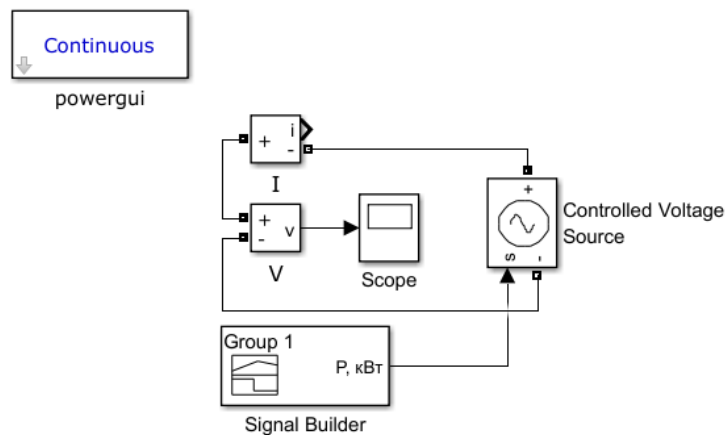 Continuous
powergui
+ i
-
I
+
- v
V
Scope
+
s -
Controlled Voltage
Source
Group 1
P, кВт
Signal Builder